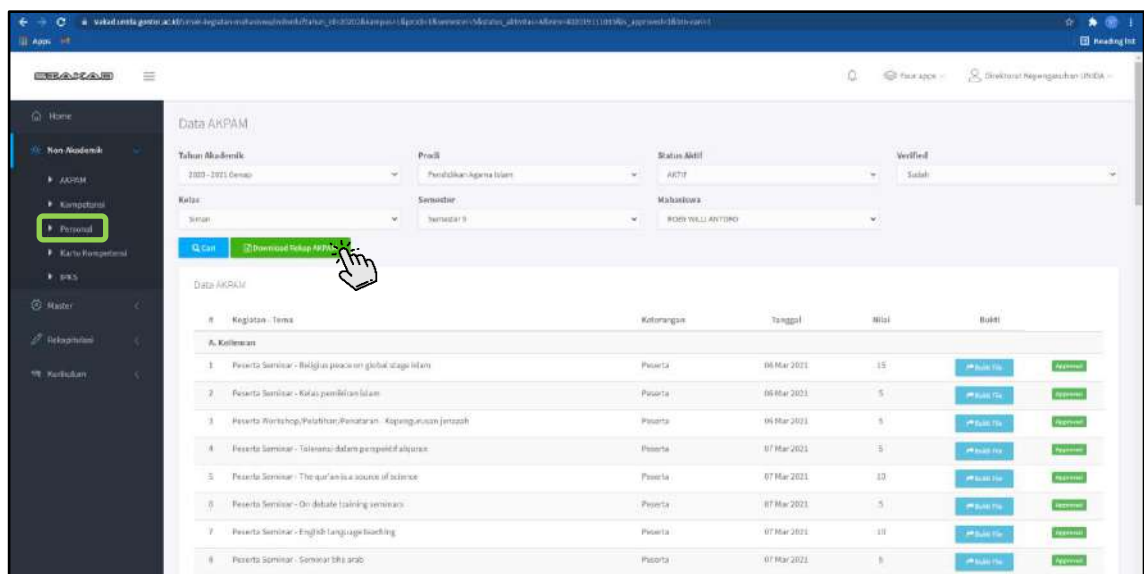 Apps
Reading list
Your apps
Direktorat Kepengasuhan UNIDA
Home
Non Akademik
AKPAM
Kompetensi
Personal
Kartu Kompetensi
Master
Rekapitulasi
Kurikulum
Data AKPAM
Tahun Akademik
Prodi
Status Aktif
Verified
2020 - 2021 Genap
Pendidikan Agama Islam
AKTIF
Sudah
Kelas
Semester
Mahasiswa
Siman
Semester
Cari
Download Rekap AKPAM
Data AKPAM
# Kegiatan - Tema Keterangan Tanggal Nilai Bukti
A. Keilmuan
1 Peserta Seminar - Religius peace on global stage islam Peserta 06 Mar 2021 15 Bukti File Approved
2 Peserta Seminar - Kelas pemikiran islam Peserta 06 Mar 2021 5 Bukti File Approved
3 Peserta Workshop/Pelatihan/Penataran - Kepengurusan jenazah Peserta 06 Mar 2021 5 Bukti File Approved
4 Peserta Seminar - Toleransi dalam perspektif alquran Peserta 07 Mar 2021 5 Bukti File Approved
5 Peserta Seminar - The qur'an is a source of science Peserta 07 Mar 2021 10 Bukti File Approved
6 Peserta Seminar - On debate training seminars Peserta 07 Mar 2021 5 Bukti File Approved
7 Peserta Seminar - English language teaching Peserta 07 Mar 2021 10 Bukti File Approved
8 Peserta Seminar - Seminar bhs arab Peserta 07 Mar 2021 5 Bukti File Approved